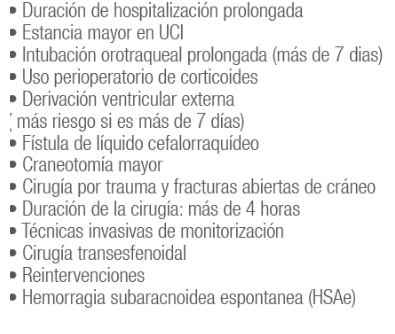 • Duración de hospitalización prolongada
• Estancia mayor en UCI
• Intubación orotraqueal prolongada (más de 7 dias)
• Uso perioperatorio de corticoides
• Derivación ventricular externa
( más riesgo si es más de 7 días)
• Fístula de líquido cefalorraquídeo
• Craneotomía mayor
• Cirugía por trauma y fracturas abiertas de cráneo
• Duración de la cirugía: más de 4 horas
• Técnicas invasivas de monitorización
• Cirugía transesfenoidal
• Reintervenciones
• Hemorragia subaracnoidea espontanea (HSAe)